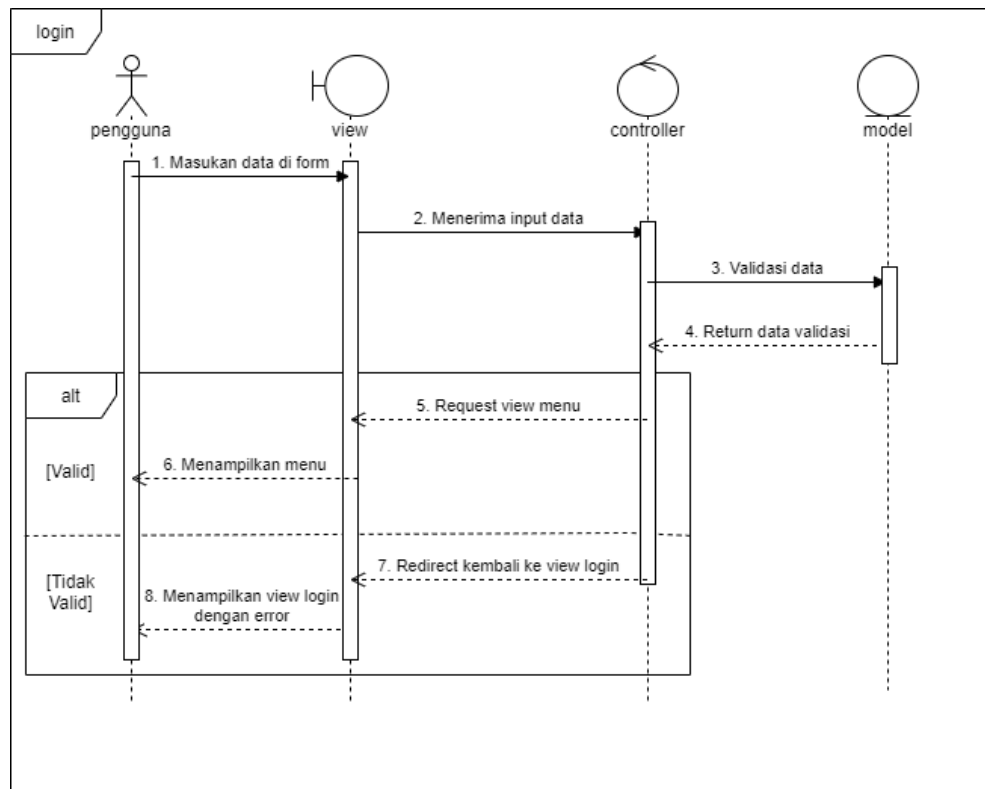 login
pengguna
view
controller
model
1. Masukan data di form
2. Menerima input data
3. Validasi data
4. Return data validasi
alt
5. Request view menu
[Valid]
6. Menampilkan menu
7. Redirect kembali ke view login
[Tidak
Valid]
8. Menampilkan view login
dengan error